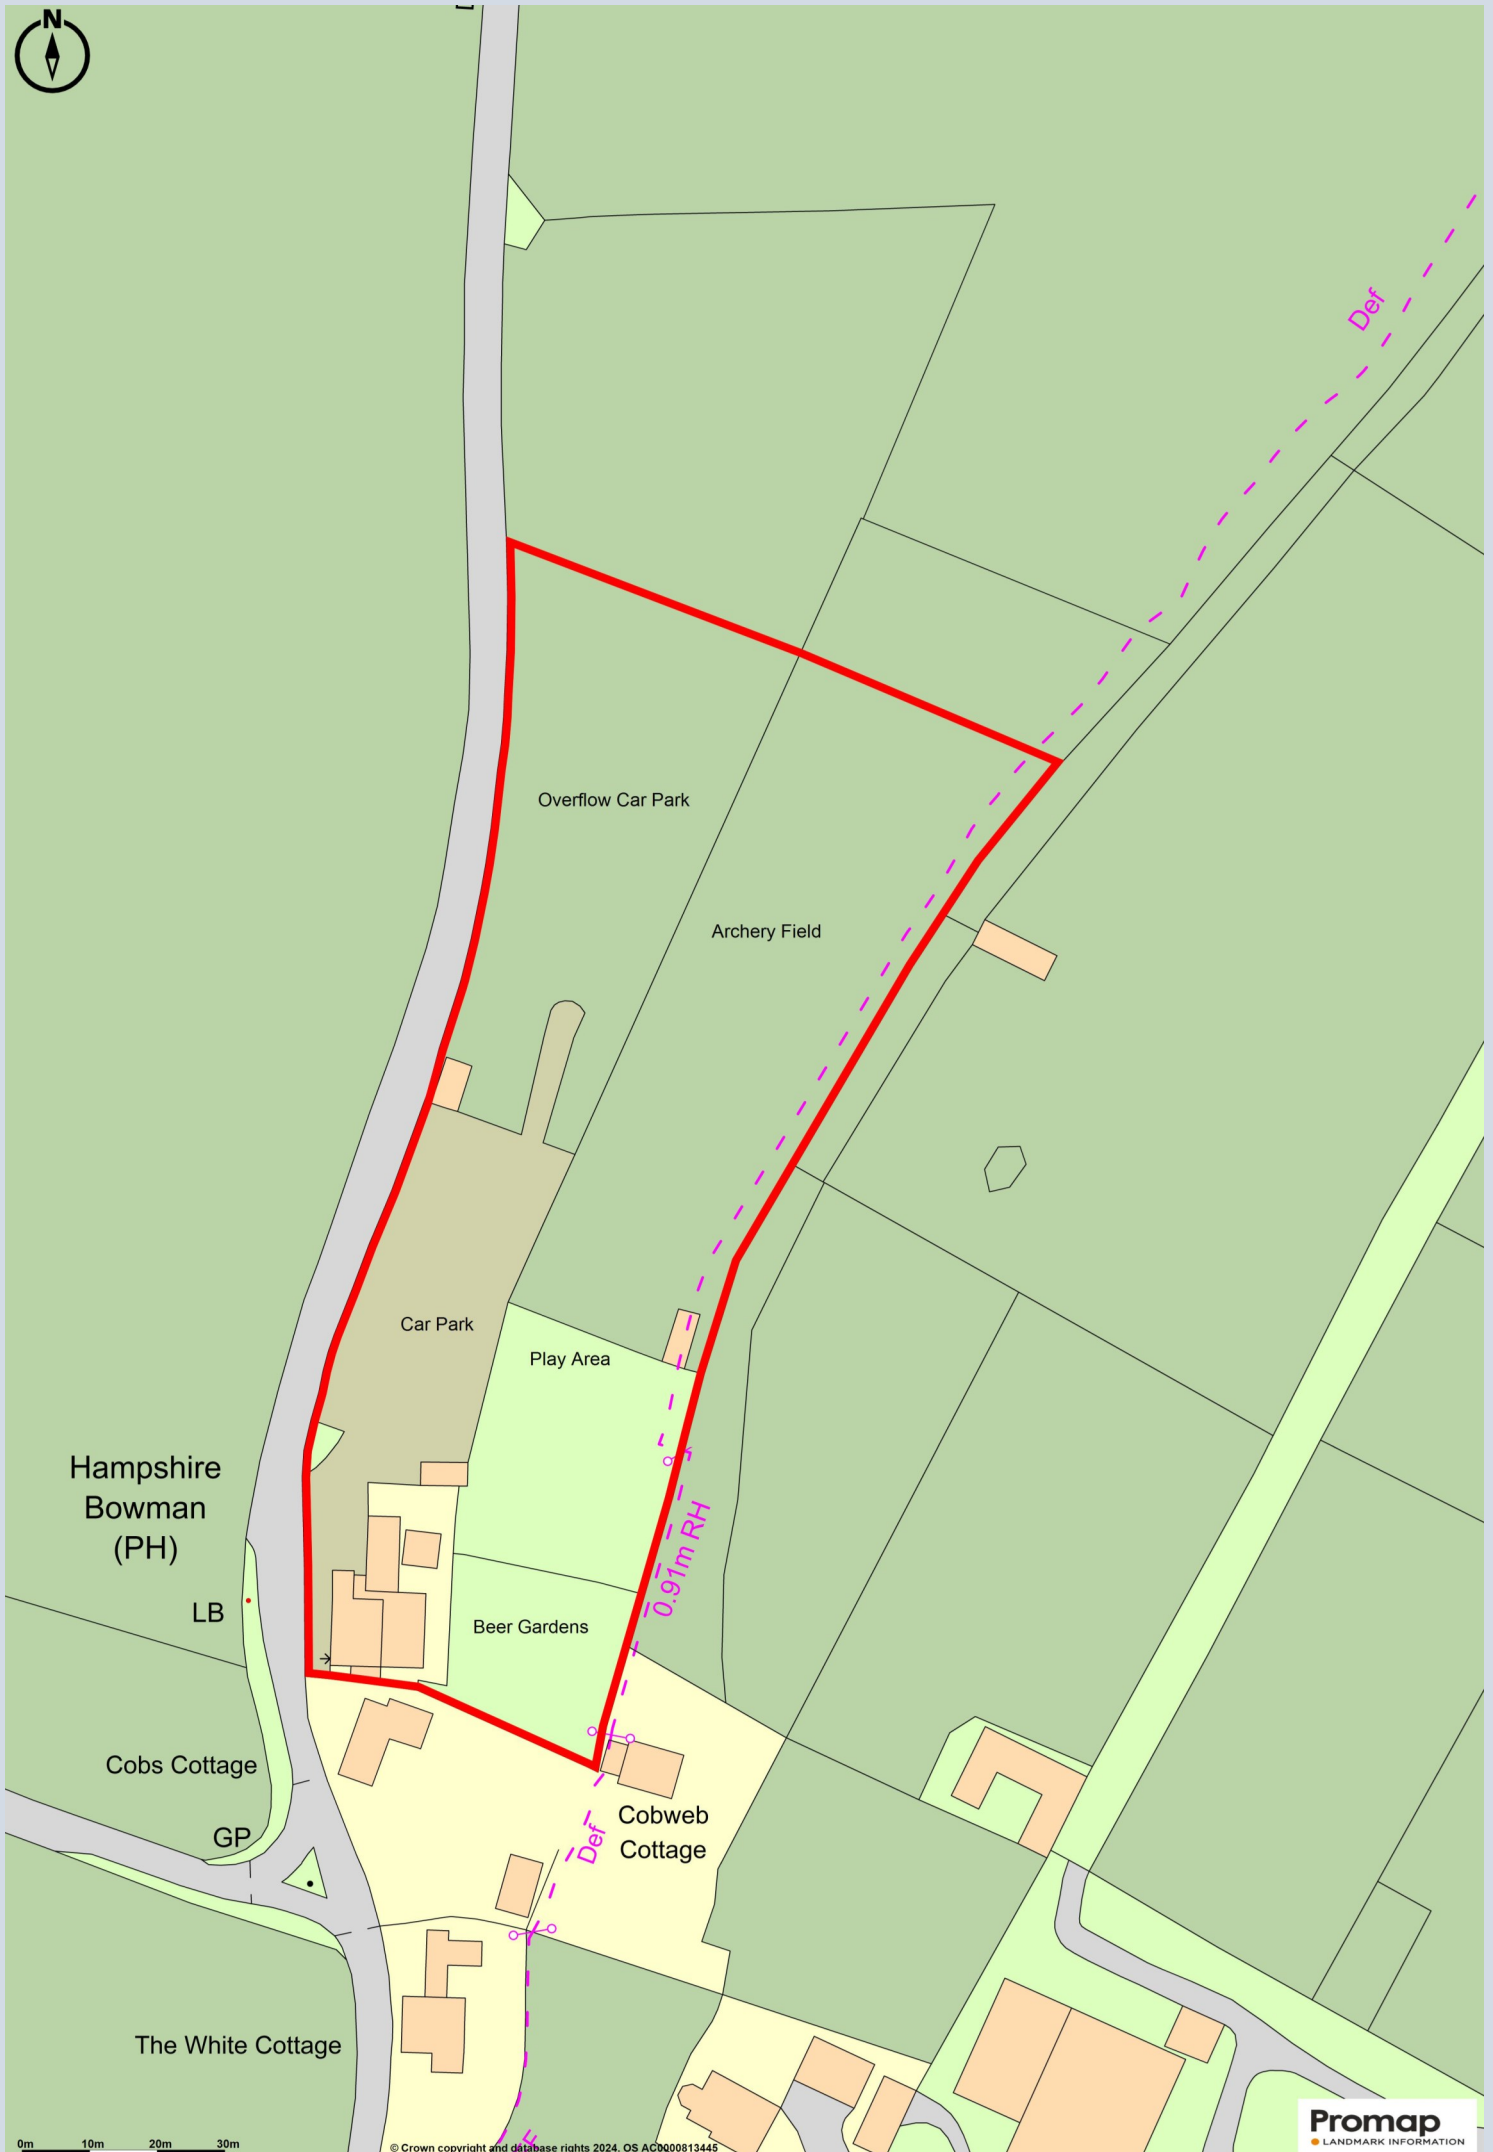 N
Def
Overflow Car Park
Archery Field
Car Park
Play Area
Hampshire
Bowman
(PH)
0.91m RH
LB
Beer Gardens
Cobs Cottage
GP
Cobweb
Cottage
Def
The White Cottage
Promap
LANDMARK INFORMATION
0m 10m 20m 30m
© Crown copyright and database rights 2024. OS AC0000813445